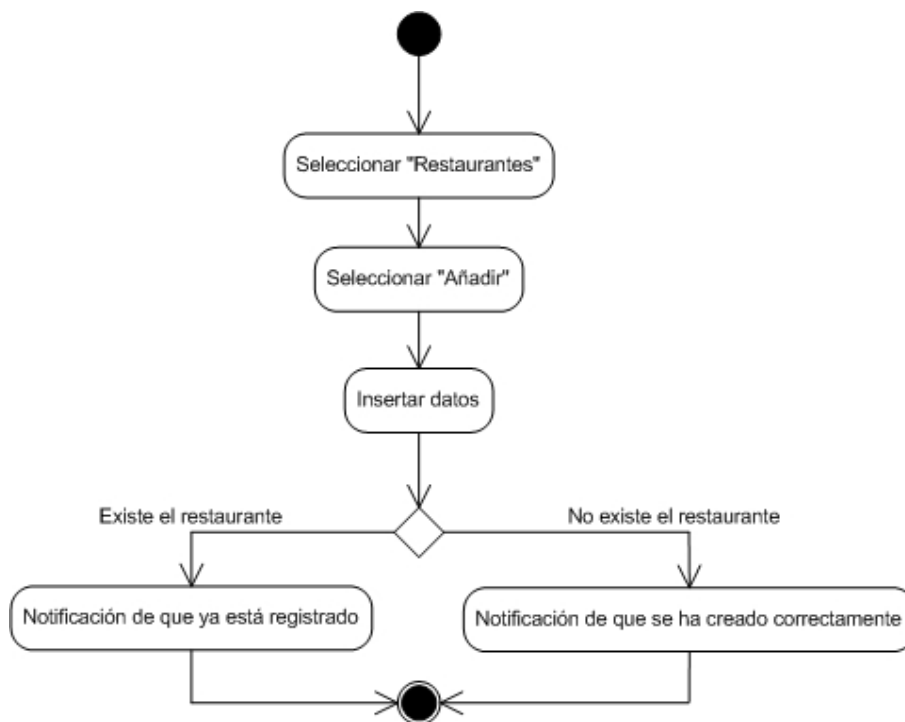 Seleccionar "Restaurantes"
Seleccionar "Añadir"
Insertar datos
Existe el restaurante
No existe el restaurante
Notificación de que ya está registrado
Notificación de que se ha creado correctamente